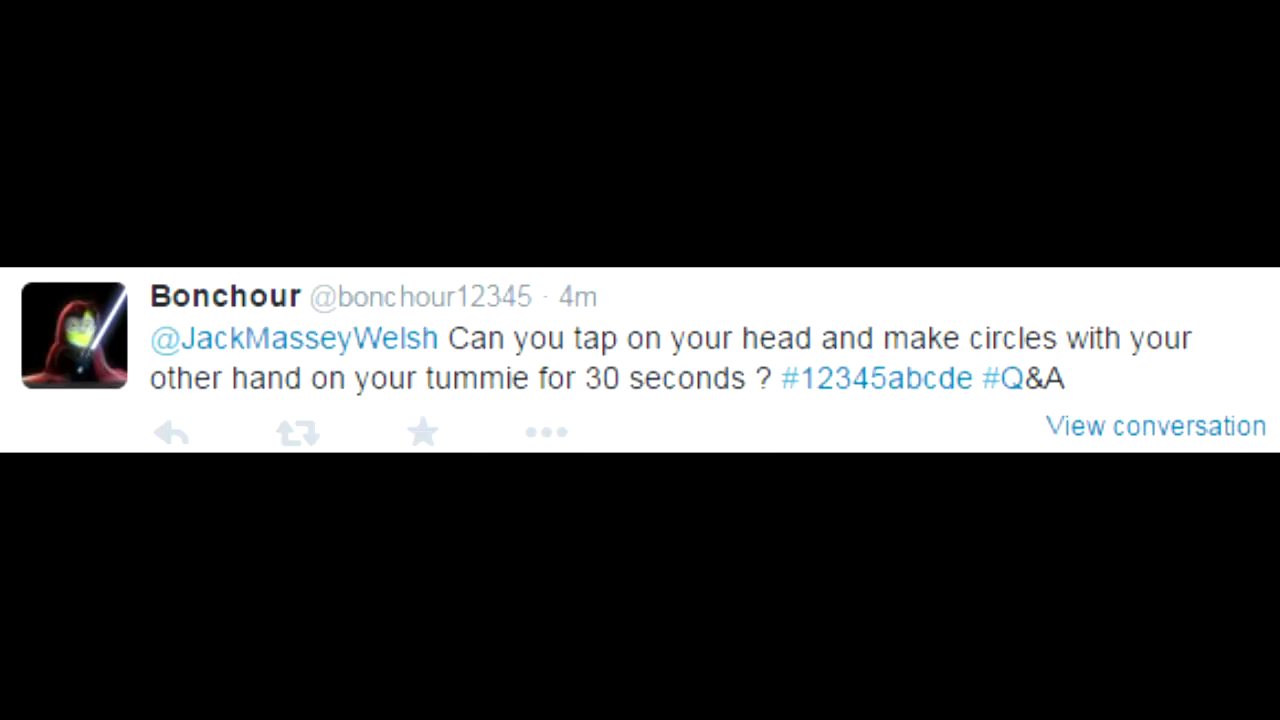 Bonchour @bonchour12345 · 4m
@JackMasseyWelsh Can you tap on your head and make circles with your
other hand on your tummie for 30 seconds ? #12345abcde #Q&A
View conversation